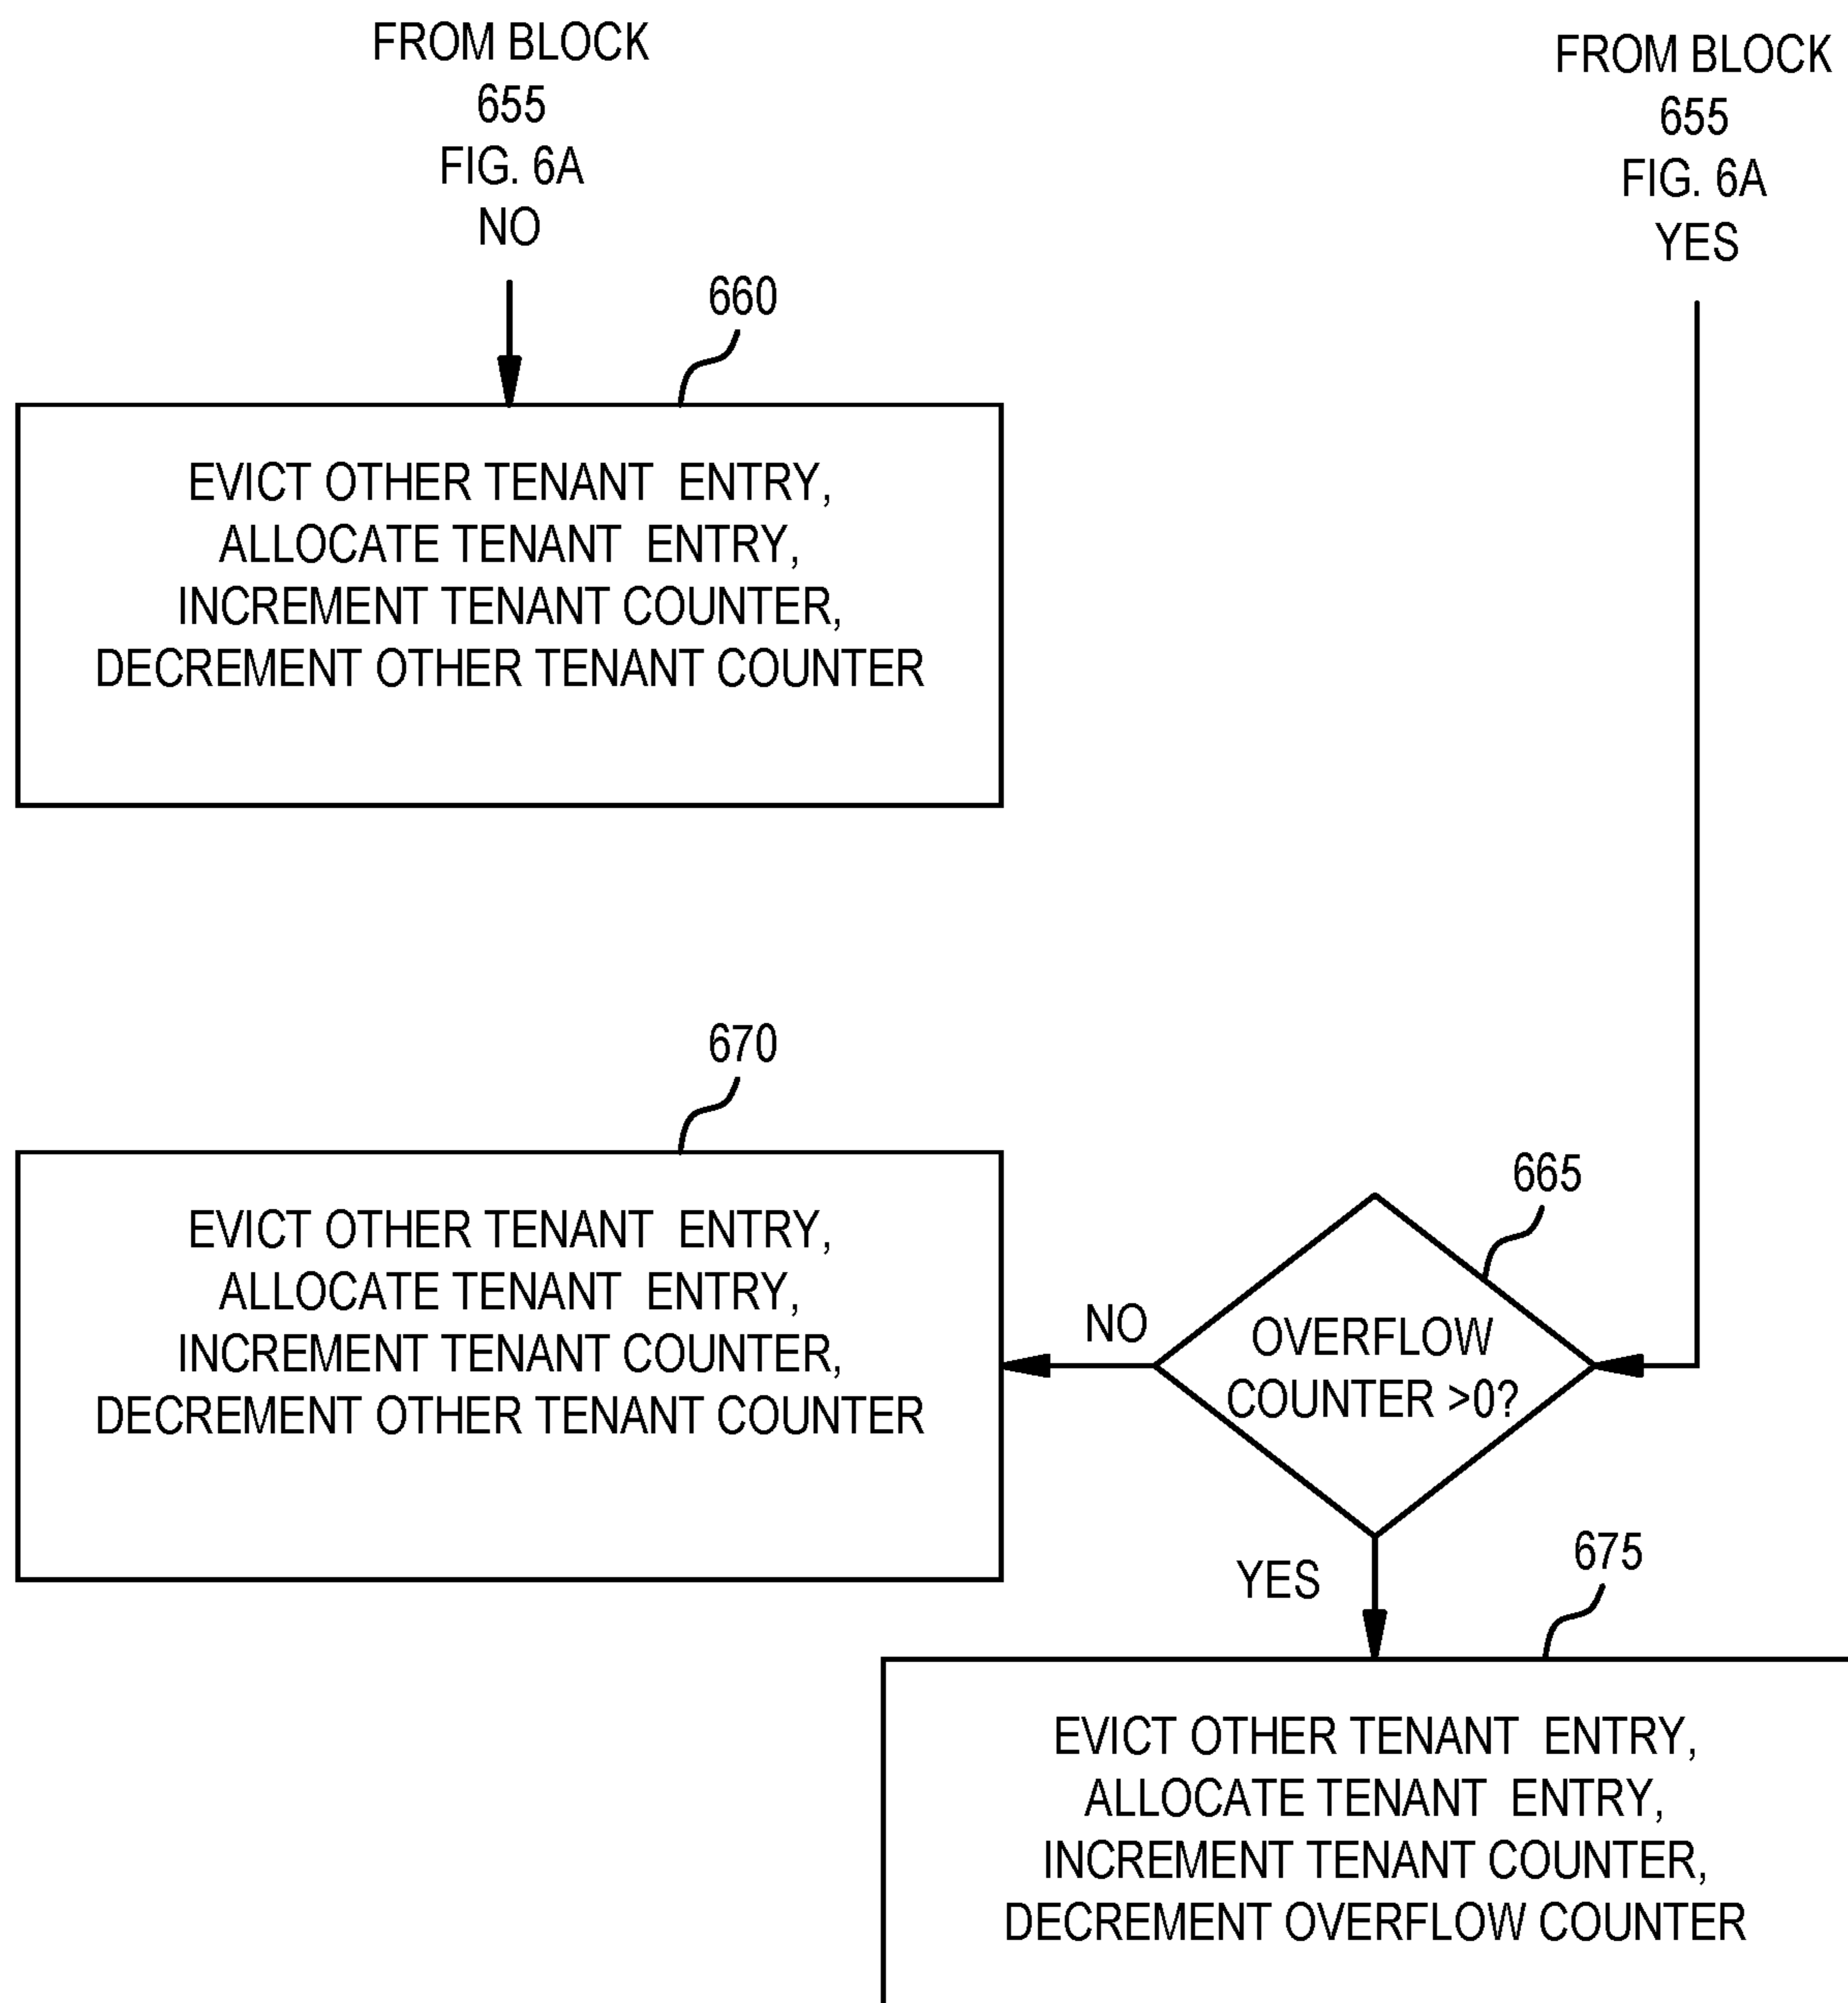 FROM BLOCK
655
FIG. 6A
NO
FROM BLOCK
655
FIG. 6A
YES
660
EVICT OTHER TENANT ENTRY,
ALLOCATE TENANT ENTRY,
INCREMENT TENANT COUNTER,
DECREMENT OTHER TENANT COUNTER
670
EVICT OTHER TENANT ENTRY,
ALLOCATE TENANT ENTRY,
INCREMENT TENANT COUNTER,
DECREMENT OTHER TENANT COUNTER
NO
665
OVERFLOW
COUNTER >0?
YES
675
EVICT OTHER TENANT ENTRY,
ALLOCATE TENANT ENTRY,
INCREMENT TENANT COUNTER,
DECREMENT OVERFLOW COUNTER